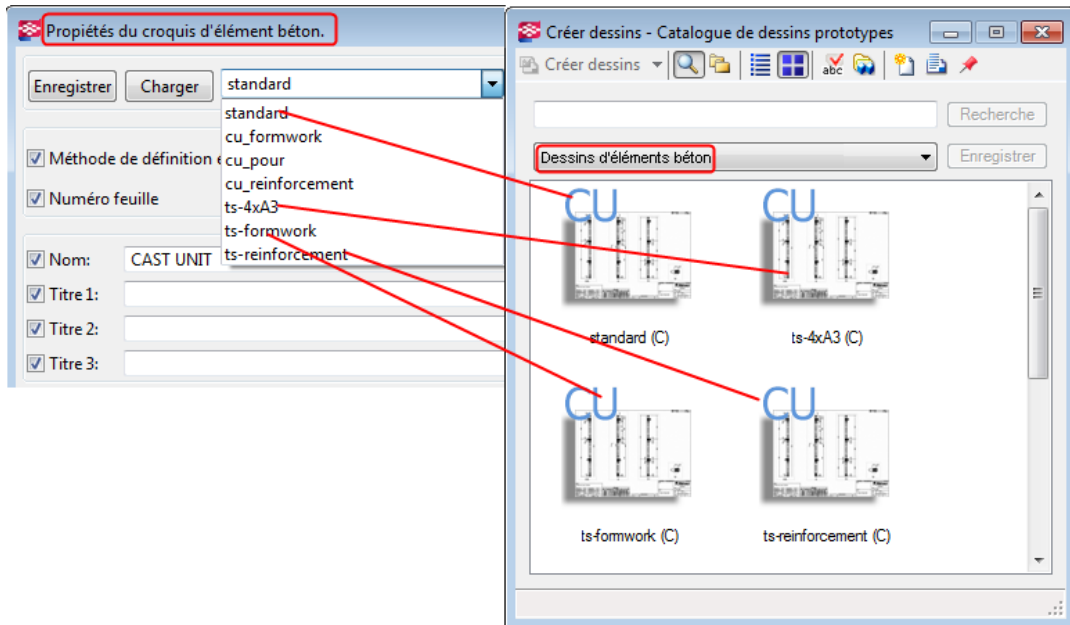 Propiétés du croquis d'élément béton.
Enregistrer
Charger
standard
standard
cu_formwork
cu_pour
cu_reinforcement
ts-4xA3
ts-formwork
ts-reinforcement
Méthode de définition
Numéro feuille
Nom:
CAST UNIT
Titre 1:
Titre 2:
Titre 3:
Créer dessin - Catalogue de dessins prototypes
Créer dessins
abc
Recherche
Dessins d'éléments béton
Enregistrer
CU
CU
standard (C)
ts-4xA3 (C)
CU
CU
ts-formwork (C)
ts-reinforcement (C)